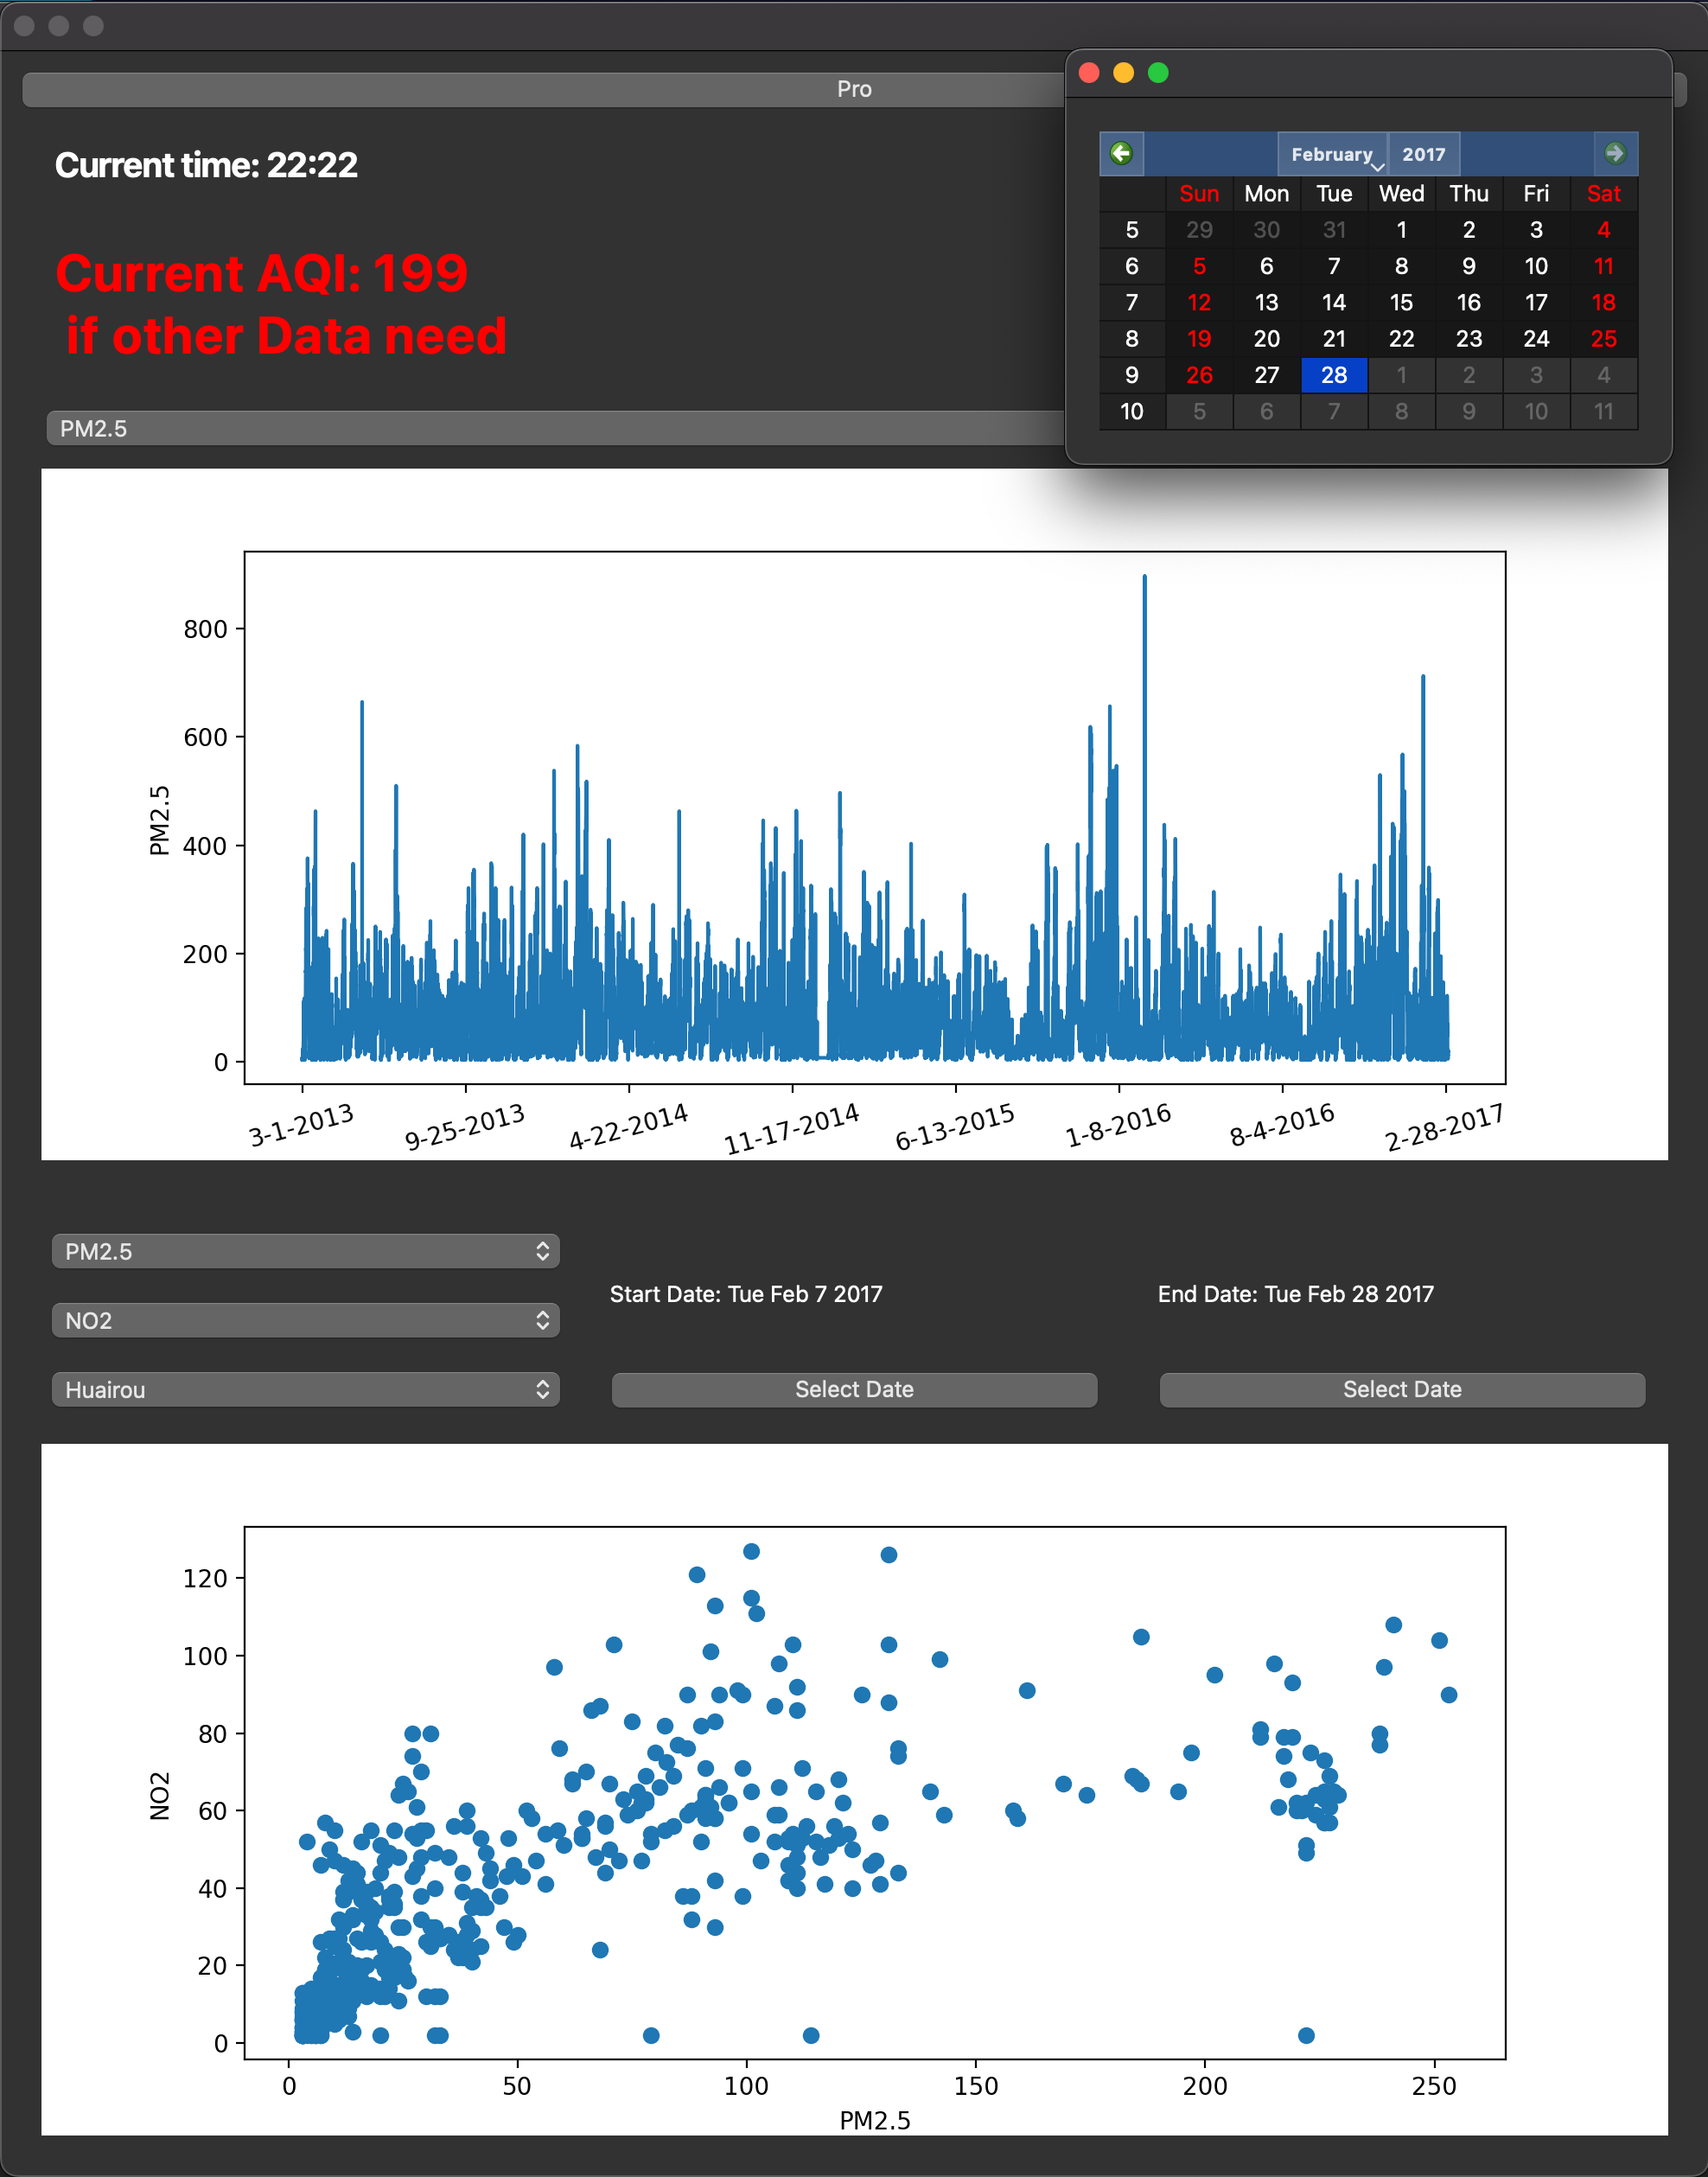 Pro
Current time: 22:22
Current AQI: 199
if other Data need
PM2.5
February 2017
Sun Mon Tue Wed Thu Fri Sat
5 29 30 31 1 2 3 4
6 5 6 7 8 9 10 11
7 12 13 14 15 16 17 18
8 19 20 21 22 23 24 25
9 26 27 28 1 2 3 4
10 5 6 7 8 9 10 11
800
600
400
200
0
PM2.5
3-1-2013 9-25-2013 4-22-2014 11-17-2014 6-13-2015 1-8-2016 8-4-2016 2-28-2017
PM2.5
NO2
Huairou
Start Date: Tue Feb 7 2017
Select Date
End Date: Tue Feb 28 2017
Select Date
120
100
80
60
40
20
0
NO2
0 50 100 150 200 250
PM2.5